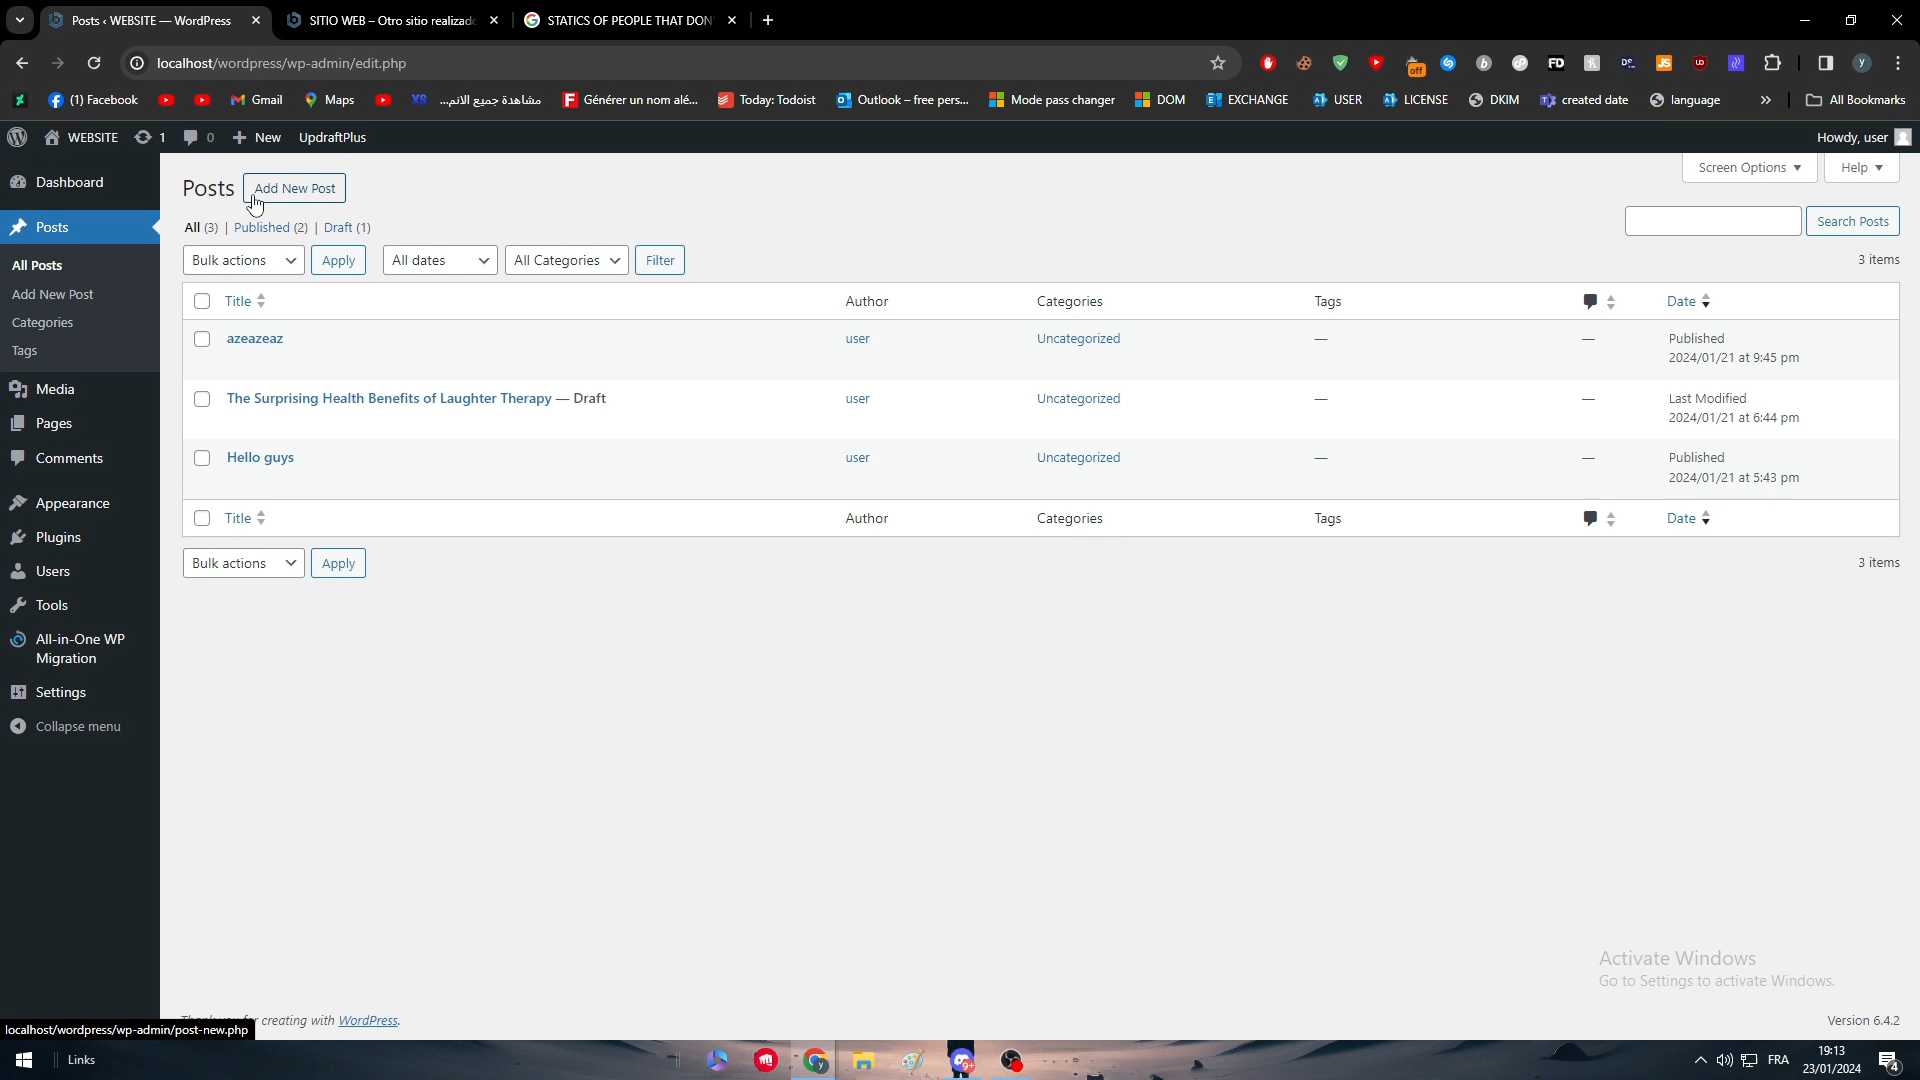 Posts ‹ WEBSITE — WordPress
SITIO WEB – Otro sitio realizad
STATICS OF PEOPLE THAT DON
localhost/wordpress/wp-admin/edit.php
off
FD
JS
(1) Facebook
Gmail
Maps
XS
مشاهدة جميع الانم...
Générer un nom alé...
Today: Todoist
Outlook – free pers...
Mode pass changer
DOM
EXCHANGE
USER
LICENSE
DKIM
created date
language
»
All Bookmarks
WEBSITE
1
0
New
UpdraftPlus
Howdy, user
Dashboard
Posts
All Posts
Add New Post
Categories
Tags
Media
Pages
Comments
Appearance
Plugins
Users
Tools
All-in-One WP
Migration
Settings
Collapse menu
Posts
Add New Post
Screen Options
Help
All (3) | Published (2) | Draft (1)
Search Posts
Bulk actions
Apply
All dates
All Categories
Filter
3 items
Title
Author
Categories
Tags
Date
azeazeaz
user
Uncategorized
—
—
Published
2024/01/21 at 9:45 pm
The Surprising Health Benefits of Laughter Therapy — Draft
user
Uncategorized
—
—
Last Modified
2024/01/21 at 6:44 pm
Hello guys
user
Uncategorized
—
—
Published
2024/01/21 at 5:43 pm
Title
Author
Categories
Tags
Date
Bulk actions
Apply
3 items
Activate Windows
Go to Settings to activate Windows.
for creating with WordPress.
Version 6.4.2
localhost/wordpress/wp-admin/post-new.php
Links
9+
FRA
19:13
23/01/2024
4